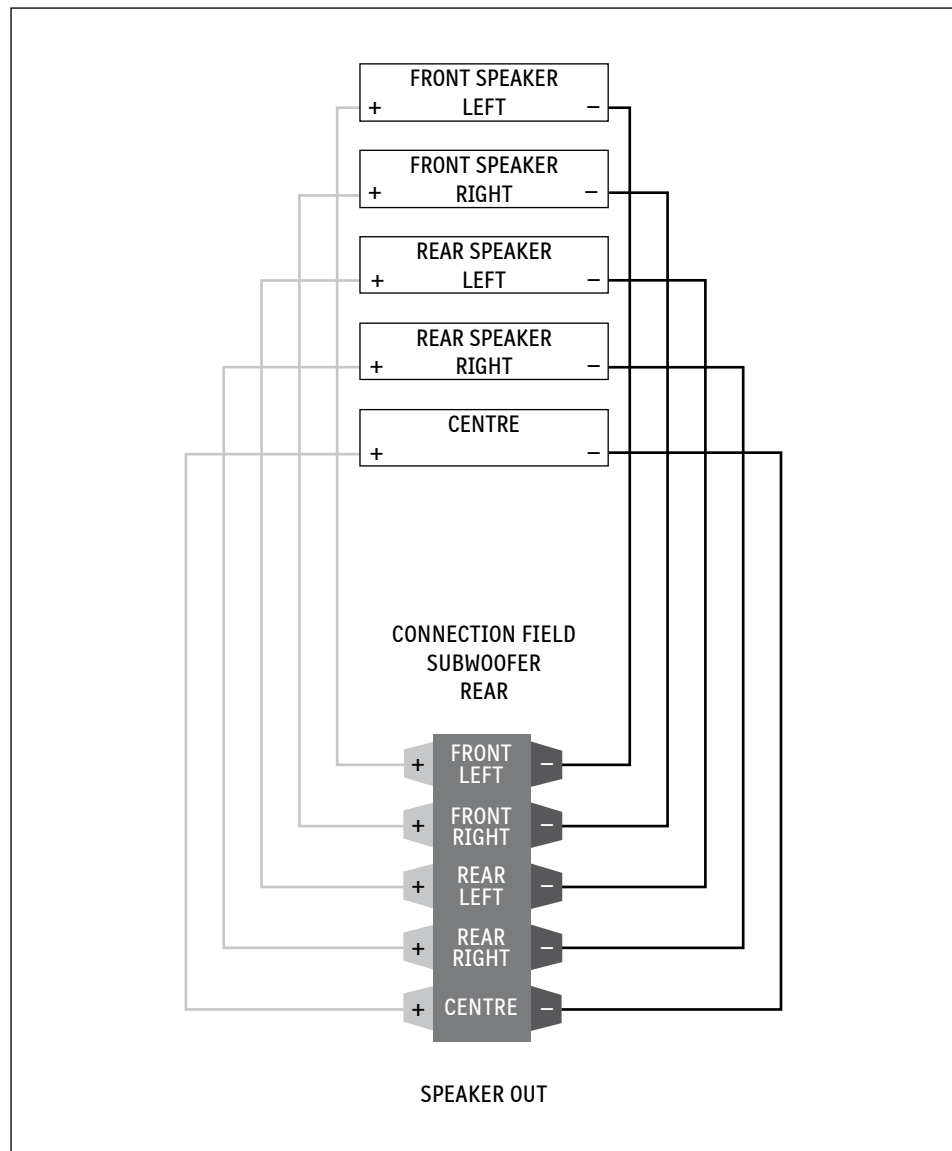 FRONT SPEAKER
+ LEFT –
FRONT SPEAKER
+ RIGHT –
REAR SPEAKER
+ LEFT –
REAR SPEAKER
+ RIGHT –
CENTRE
+ –
CONNECTION FIELD
SUBWOOFER
REAR
+ FRONT –
LEFT
+ FRONT –
RIGHT
+ REAR –
LEFT
+ REAR –
RIGHT
+ CENTRE –
SPEAKER OUT